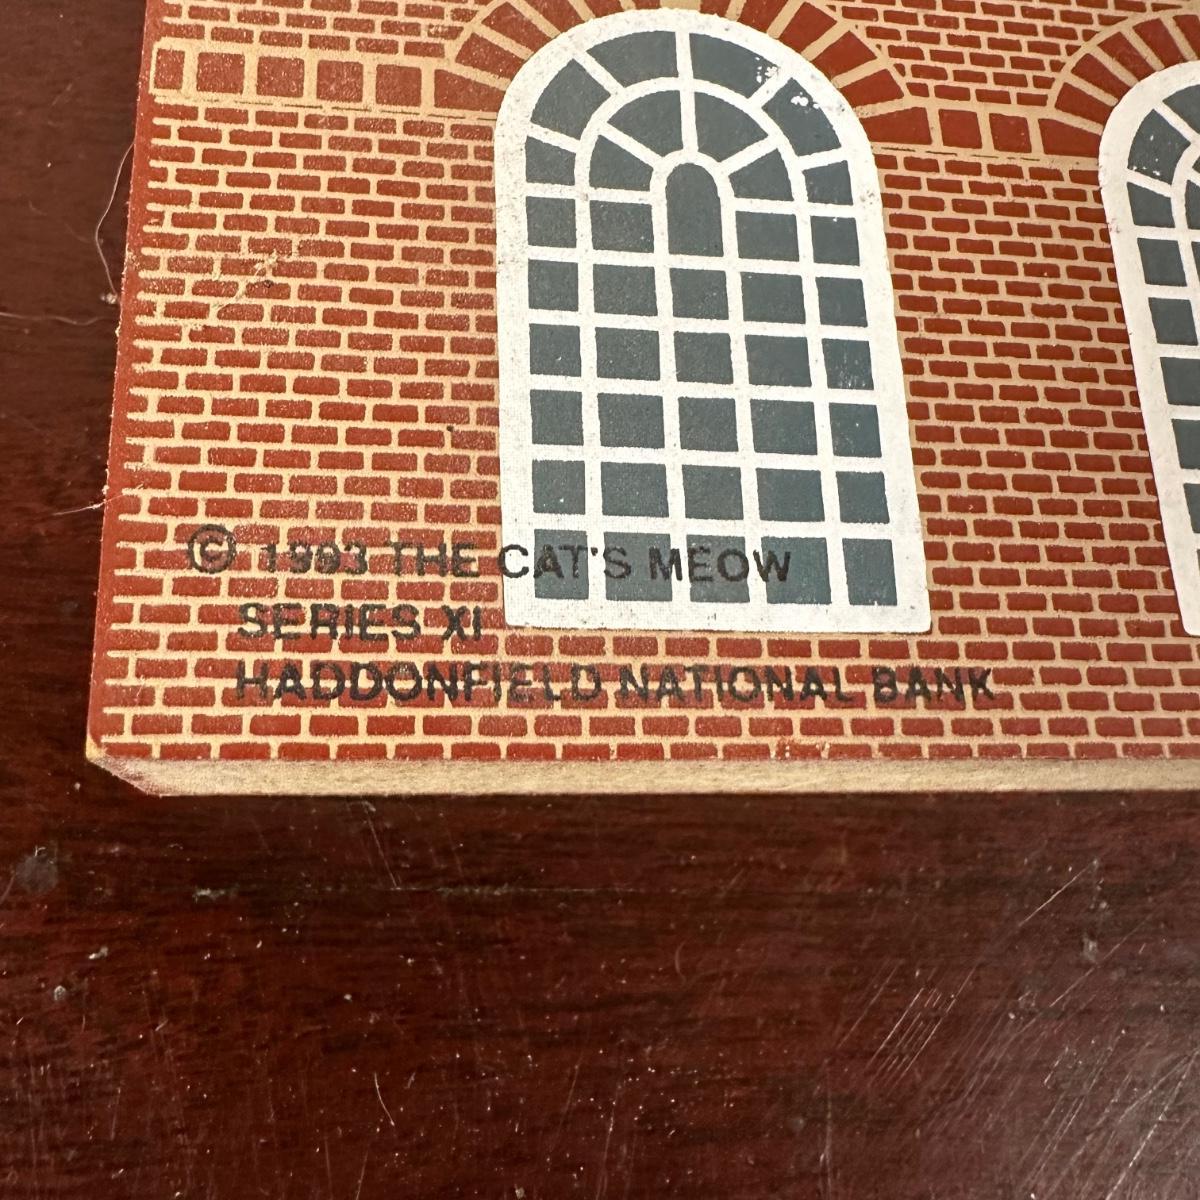 © 1993 THE CAT'S MEOW
SERIES XI
HADDONFIELD NATIONAL BANK